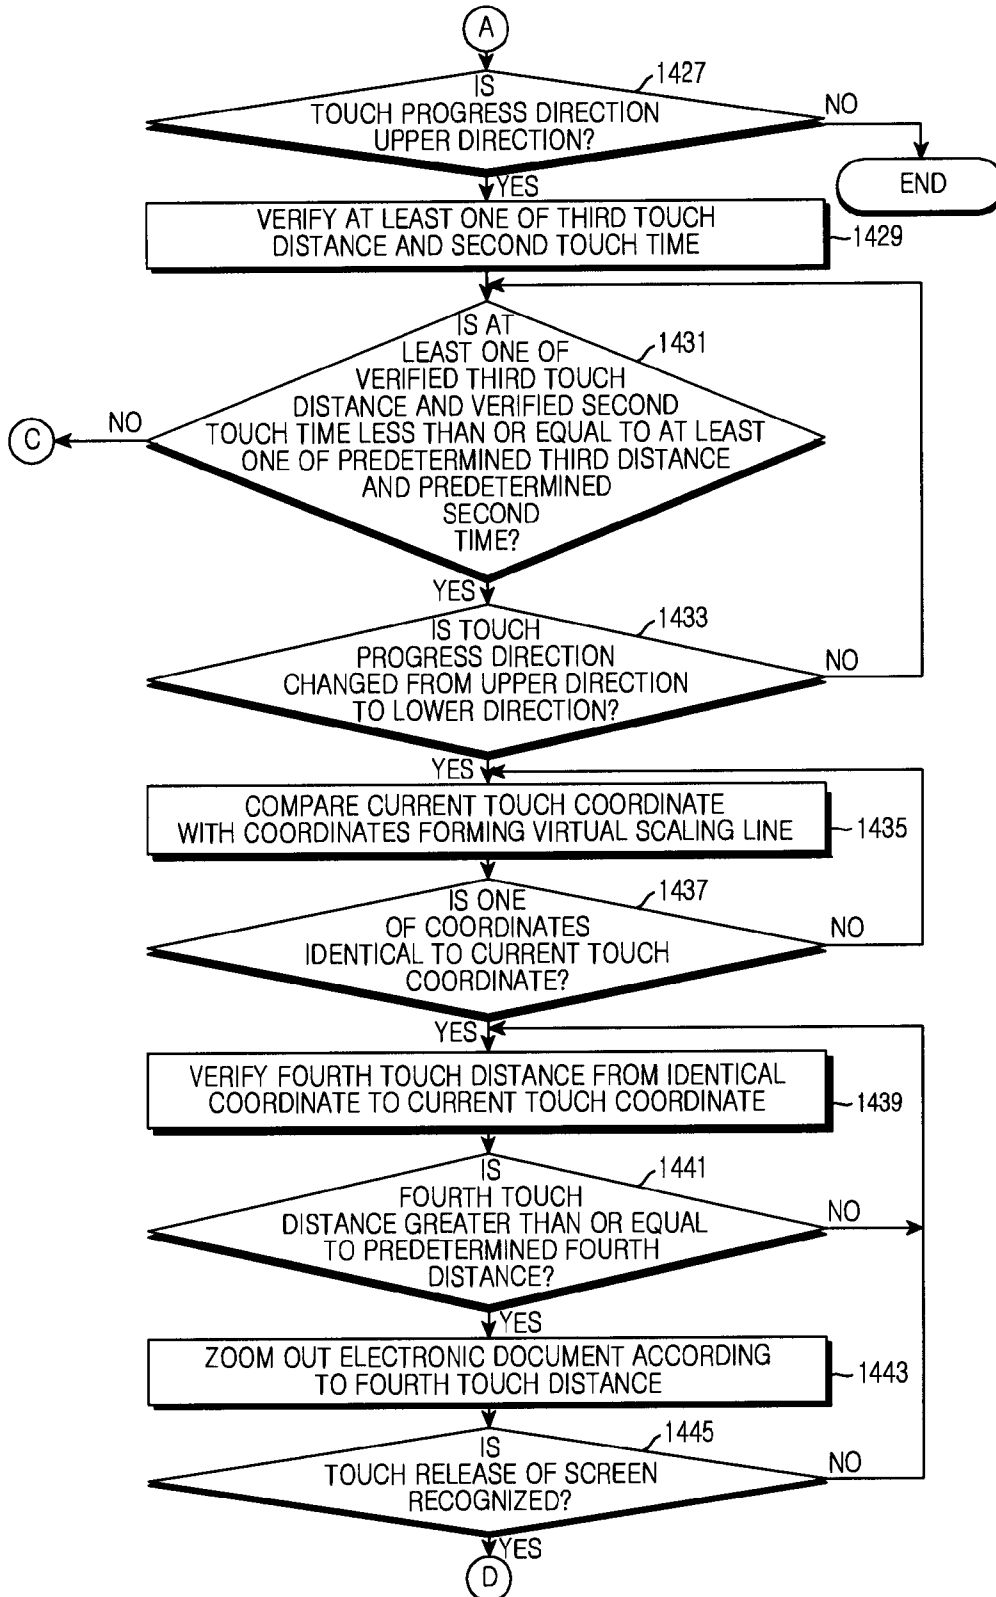 A
IS
TOUCH PROGRESS DIRECTION
UPPER DIRECTION?
1427
NO
END
YES
VERIFY AT LEAST ONE OF THIRD TOUCH
DISTANCE AND SECOND TOUCH TIME
1429
IS AT
LEAST ONE OF
VERIFIED THIRD TOUCH
DISTANCE AND VERIFIED SECOND
TOUCH TIME LESS THAN OR EQUAL TO AT LEAST
ONE OF PREDETERMINED THIRD DISTANCE
AND PREDETERMINED
SECOND
TIME?
1431
NO
C
YES
IS TOUCH
PROGRESS DIRECTION
CHANGED FROM UPPER DIRECTION
TO LOWER DIRECTION?
1433
NO
YES
COMPARE CURRENT TOUCH COORDINATE
WITH COORDINATES FORMING VIRTUAL SCALING LINE
1435
IS ONE
OF COORDINATES
IDENTICAL TO CURRENT TOUCH
COORDINATE?
1437
NO
YES
VERIFY FOURTH TOUCH DISTANCE FROM IDENTICAL
COORDINATE TO CURRENT TOUCH COORDINATE
1439
IS
FOURTH TOUCH
DISTANCE GREATER THAN OR EQUAL
TO PREDETERMINED FOURTH
DISTANCE?
1441
NO
YES
ZOOM OUT ELECTRONIC DOCUMENT ACCORDING
TO FOURTH TOUCH DISTANCE
1443
IS
TOUCH RELEASE OF SCREEN
RECOGNIZED?
1445
NO
YES
D